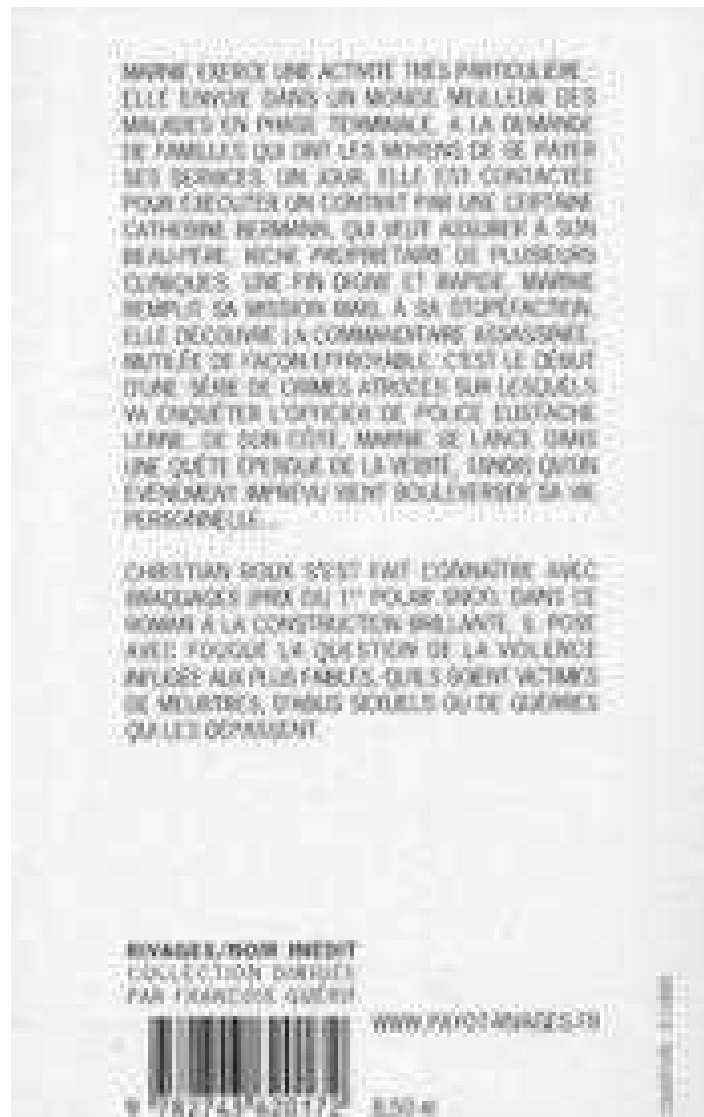 MARNIE EXERCE UNE ACTIVITÉ TRÈS PARTICULIÈRE :
ELLE ENVOIE DANS UN MONDE MEILLEUR DES
MALADES EN PHASE TERMINALE, À LA DEMANDE
DE FAMILLES QUI ONT LES MOYENS DE SE PAYER
SES SERVICES. UN JOUR, ELLE EST CONTACTÉE
POUR EXÉCUTER UN CONTRAT PAR UNE CERTAINE
CATHERINE BERMANN, QUI VEUT ASSURER À SON
BEAU-PÈRE, RICHE PROPRIÉTAIRE DE PLUSIEURS
CLINIQUES, UNE FIN DIGNE ET RAPIDE. MARNIE
REMPLIT SA MISSION MAIS, À SA STUPÉFACTION,
ELLE DÉCOUVRE LA COMMANDITAIRE ASSASSINÉE,
MUTILÉE DE FAÇON EFFROYABLE. C'EST LE DÉBUT
D'UNE SÉRIE DE CRIMES ATROCES SUR LESQUELS
VA ENQUÊTER L'OFFICIER DE POLICE EUSTACHE
DE SON CÔTÉ, MARNIE SE LANCE DANS
UNE QUÊTE ÉPERDUE DE LA VÉRITÉ, TANDIS QU'UN
ÉVÉNEMENT IMPRÉVU VIENT BOULEVERSER SA VIE
PERSONNELLE...
CHRISTIAN ROUX S'EST FAIT CONNAÎTRE AVEC
BRAQUAGES (PRIX DU 1ER POLAR SNCF). DANS CE
ROMAN À LA CONSTRUCTION BRILLANTE, IL POSE
AVEC FOUGUE LA QUESTION DE LA VIOLENCE
INFLIGÉE AUX PLUS FAIBLES, QU'ILS SOIENT VICTIMES
DE MEURTRES, D'ABUS SEXUELS OU DE GUERRES
QUI LES DÉPASSENT.
RIVAGES/NOIR INÉDIT
COLLECTION DIRIGÉE
PAR FRANÇOIS GUÉRIF
WWW.PAYOT-RIVAGES.FR
9 782743 620172
8,50 €